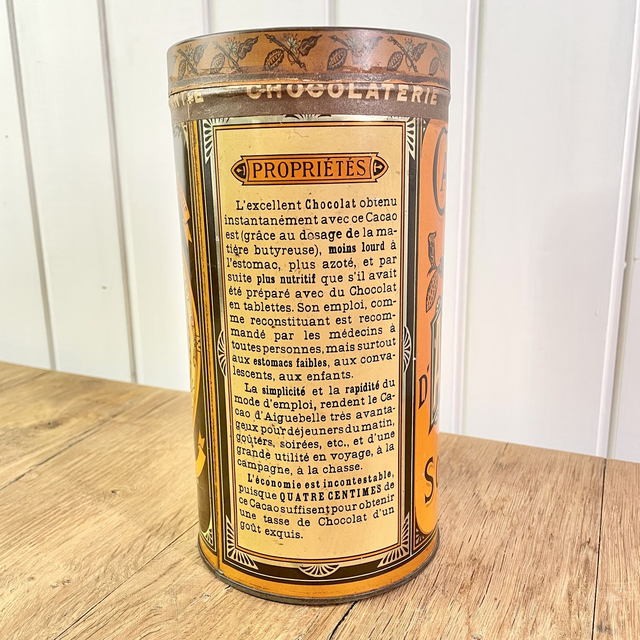 CHOCOLATERIE
PROPRIÉTÉS
L'excellent Chocolat obtenu
instantanément avec ce Cacao
est (grâce au dosage de la ma-
tière butyreuse), moins lourd à
l'estomac, plus azoté, et par
suite plus nutritif que s'il avait
été préparé avec du Chocolat
en tablettes. Son emploi, com-
me reconstituant est recom-
mandé par les médecins à
toutes personnes, mais surtout
aux estomacs faibles, aux conva-
lescents, aux enfants.
La simplicité et la rapidité du
mode d'emploi, rendent le Ca-
cao d'Aiguebelle très avanta-
geux pour déjeuners du matin,
goûters, soirées, etc., et d'une
grande utilité en voyage, à la
campagne, à la chasse.
L'économie est incontestable,
puisque QUATRE CENTIMES de
ce Cacao suffisent pour obtenir
une tasse de Chocolat d'un
goût exquis.
D'